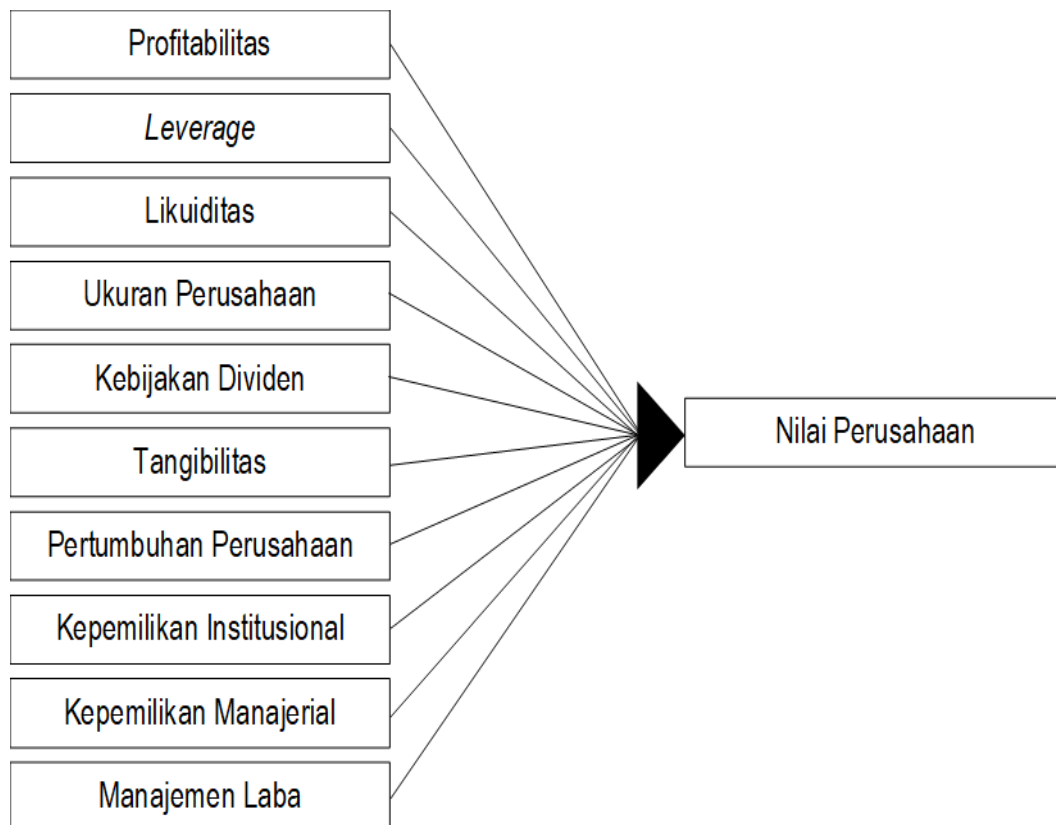 Profitabilitas
Leverage
Likuiditas
Ukuran Perusahaan
Kebijakan Dividen
Tangibilitas
Pertumbuhan Perusahaan
Kepemilikan Institusional
Kepemilikan Manajerial
Manajemen Laba
Nilai Perusahaan